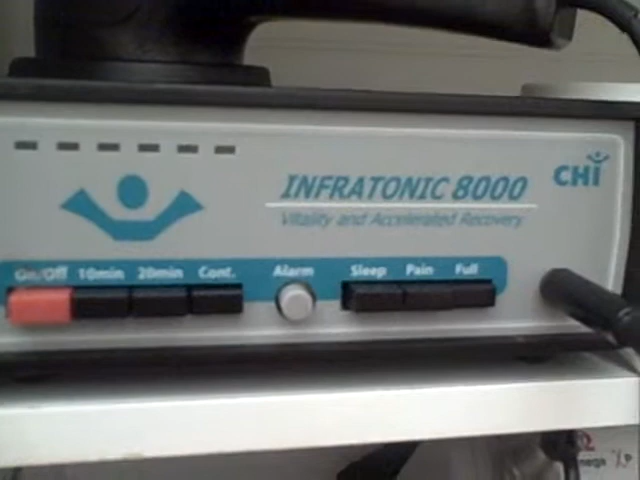 INFRATONIC 8000
CHI
Vitality and Accelerated Recovery
On/Off 10min 20min Cont. Alarm Sleep Pain Full